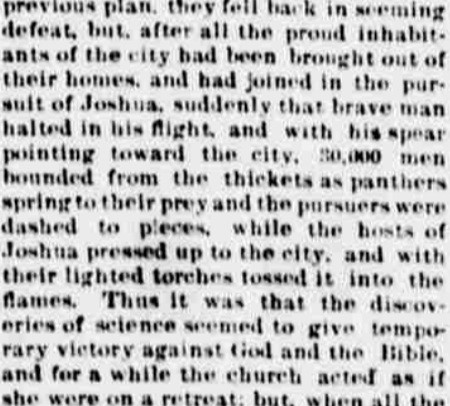 previous plan, they fell back in seeming
defeat, but, after all the proud inhabit-
ants of the city had been brought out of
their homes, and had joined in the pur-
suit of Joshua, suddenly that brave man
halted in his flight, and with his spear
pointing toward the city, 30,000 men
bounded from the thickets as panthers
spring to their prey and the pursuers were
dashed to pieces, while the hosts of
Joshua pressed up to the city, and with
their lighted torches tossed it into the
flames. Thus it was that the discov-
eries of science seemed to give tempo-
rary victory against God and the Bible,
and for a while the church acted as if
she were on a retreat; but, when all the